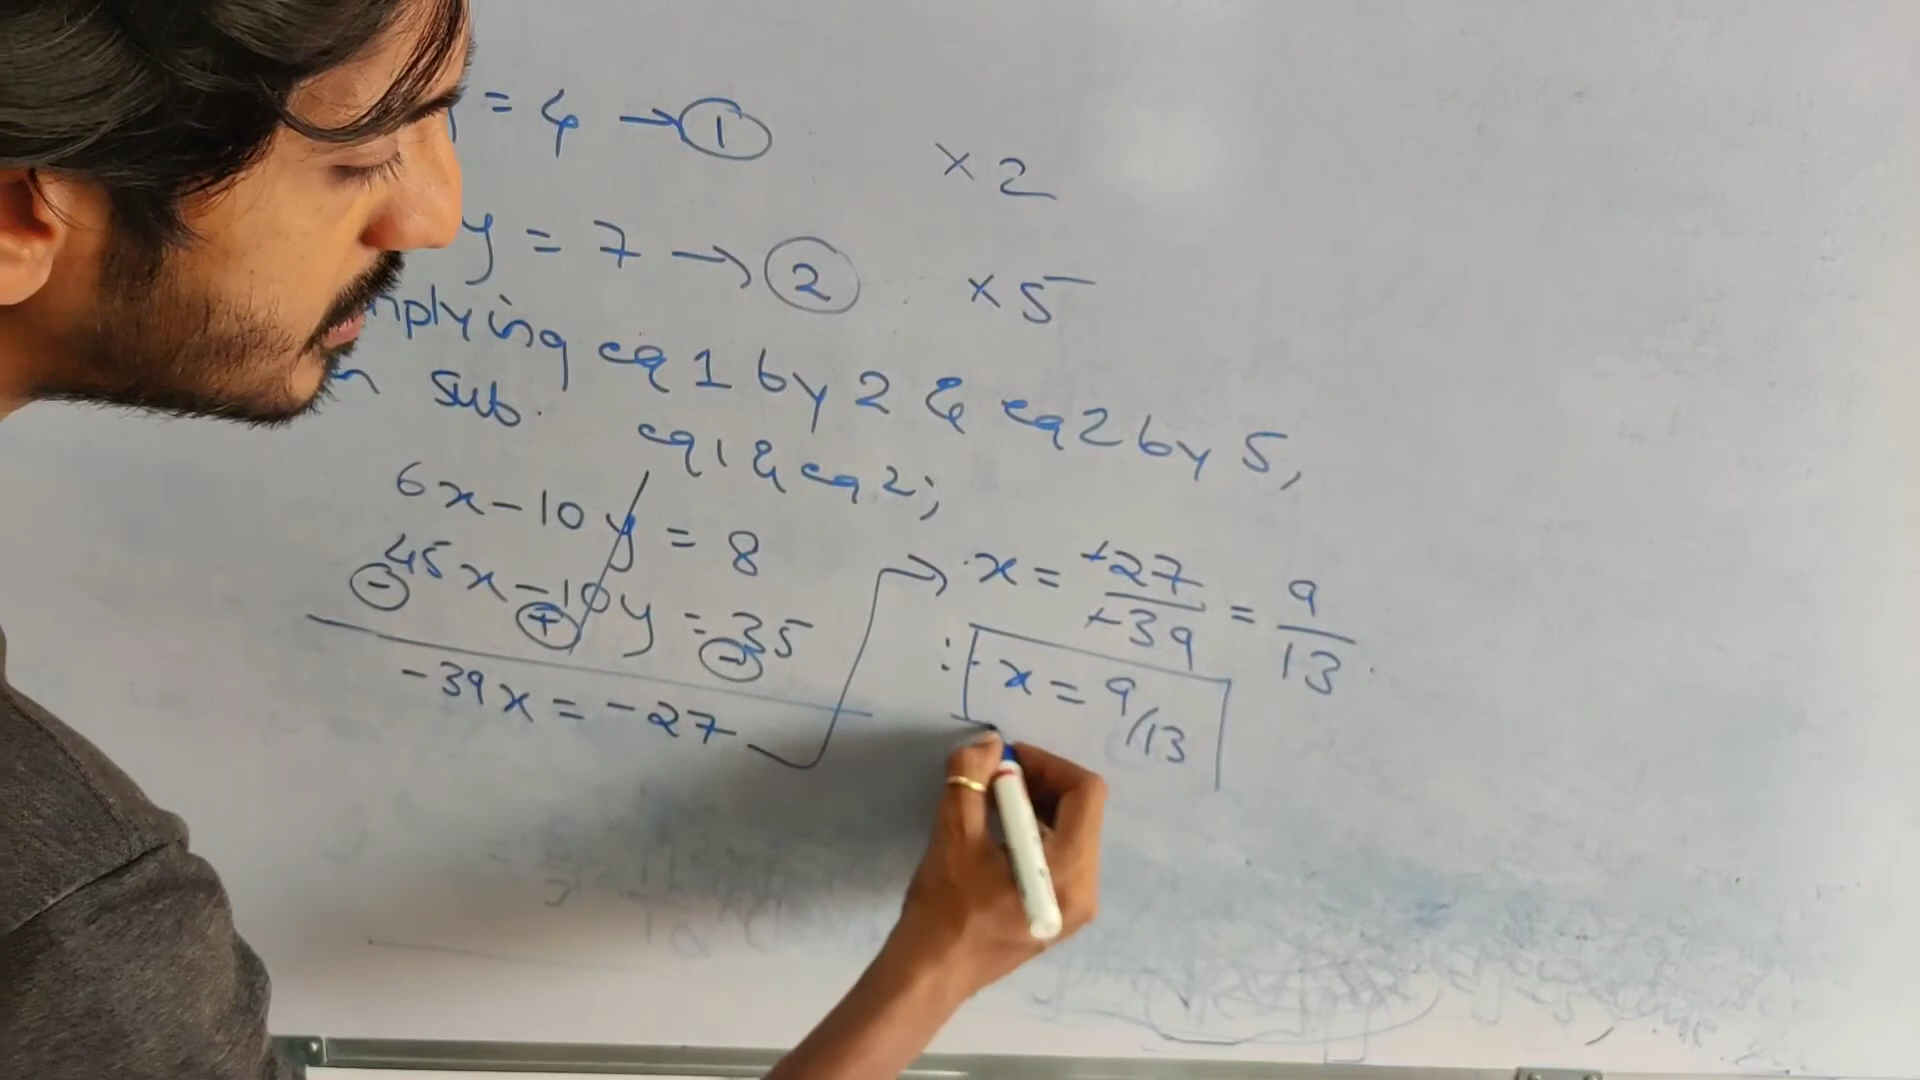 = 4 → ① × 2
y = 7 → ② × 5
plying eq 1 by 2 & eq 2 by 5,
sub. eq 1 & eq 2;
6x - 10y = 8
45x - 10y = 35
⊖ ⊕ ⊖
-39x = -27
→ x = +27/+39 = 9/13.
∴ x = 9/13